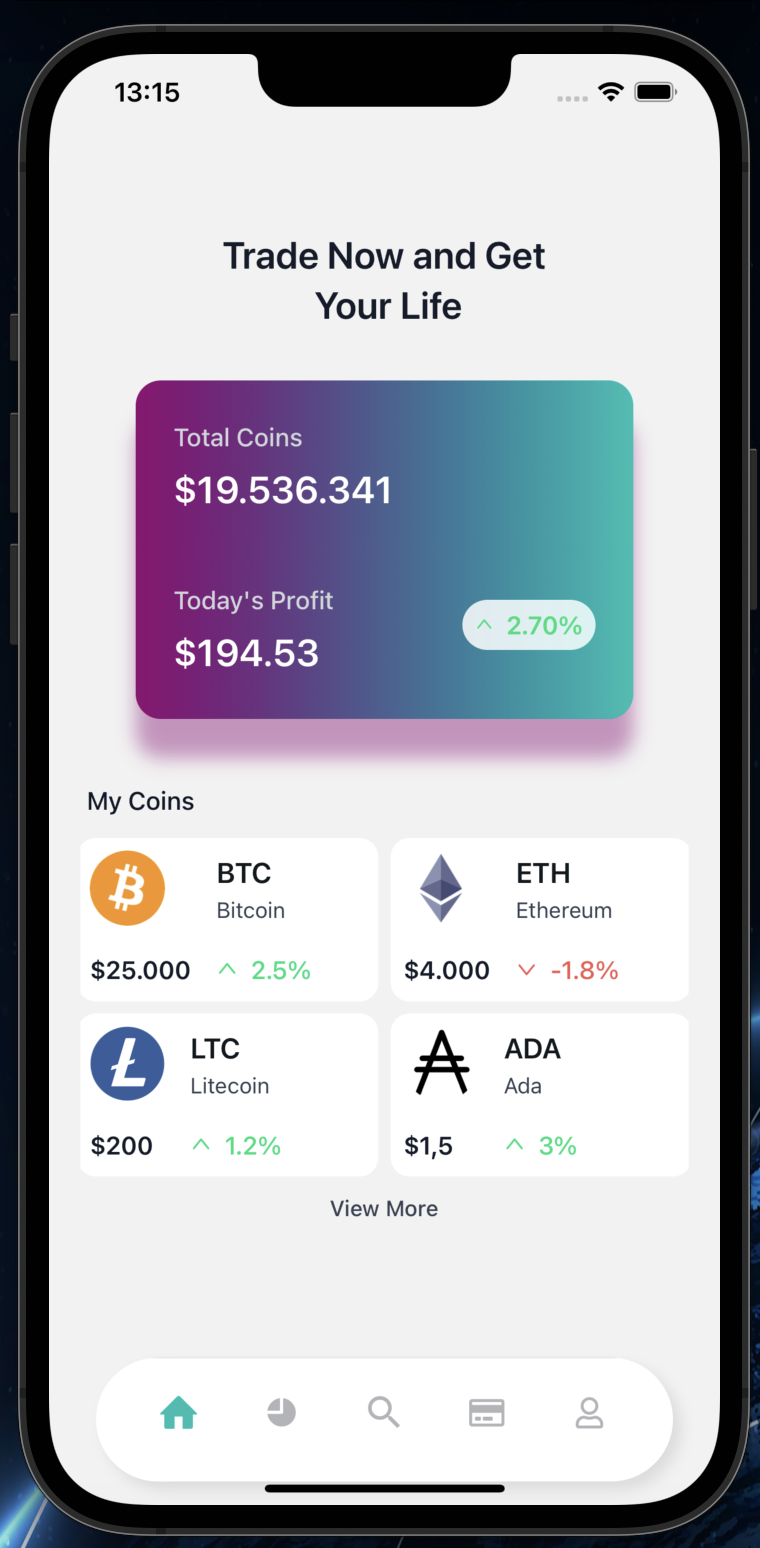 13:15
Trade Now and Get
Your Life
Total Coins
$19.536.341
Today's Profit
$194.53
2.70%
My Coins
BTC
Bitcoin
$25.000 2.5%
ETH
Ethereum
$4.000 -1.8%
LTC
Litecoin
$200 1.2%
ADA
Ada
$1,5 3%
View More